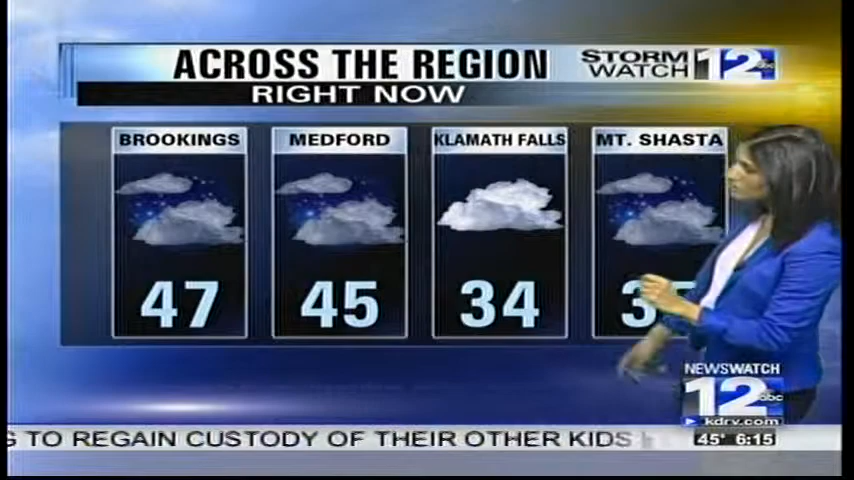 ACROSS THE REGION
RIGHT NOW
STORM
WATCH 12 abc
BROOKINGS
MEDFORD
KLAMATH FALLS
MT. SHASTA
47
45
34
NEWSWATCH
12 abc
kdrv.com
TO REGAIN CUSTODY OF THEIR OTHER KIDS
45° 6:15